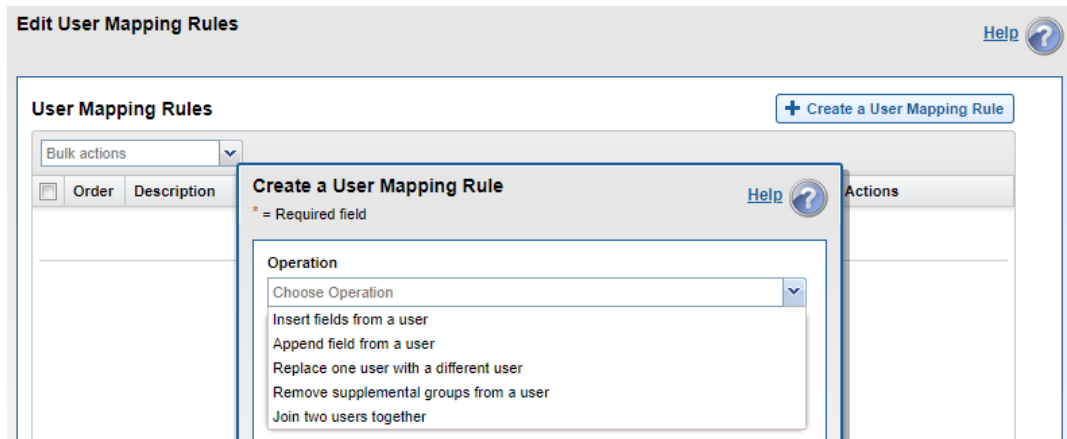 Edit User Mapping Rules
Help
User Mapping Rules
Create a User Mapping Rule
Bulk actions
Order Description Actions
Create a User Mapping Rule
Help
* = Required field
Operation
Choose Operation
Insert fields from a user
Append field from a user
Replace one user with a different user
Remove supplemental groups from a user
Join two users together